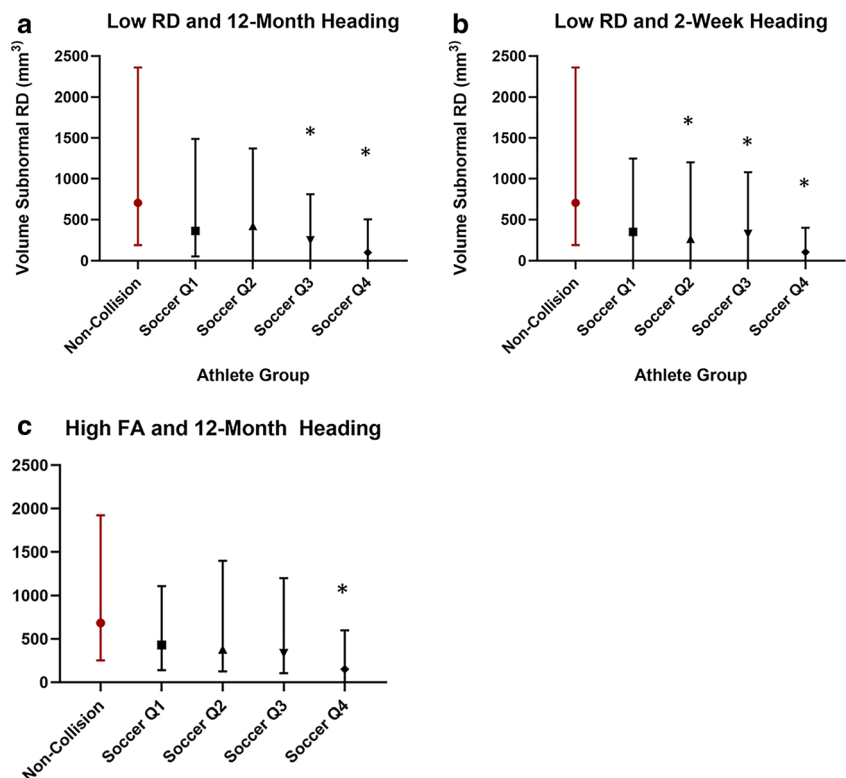 a
Low RD and 12-Month Heading
Volume Subnormal RD (mm³)
2500
2000
1500
1000
500
0
*
*
Non-Collision
Soccer Q1
Soccer Q2
Soccer Q3
Soccer Q4
Athlete Group
b
Low RD and 2-Week Heading
Volume Subnormal RD (mm³)
2500
2000
1500
1000
500
0
*
*
*
Non-Collision
Soccer Q1
Soccer Q2
Soccer Q3
Soccer Q4
Athlete Group
c
High FA and 12-Month Heading
2500
2000
1500
1000
500
0
*
Non-Collision
Soccer Q1
Soccer Q2
Soccer Q3
Soccer Q4